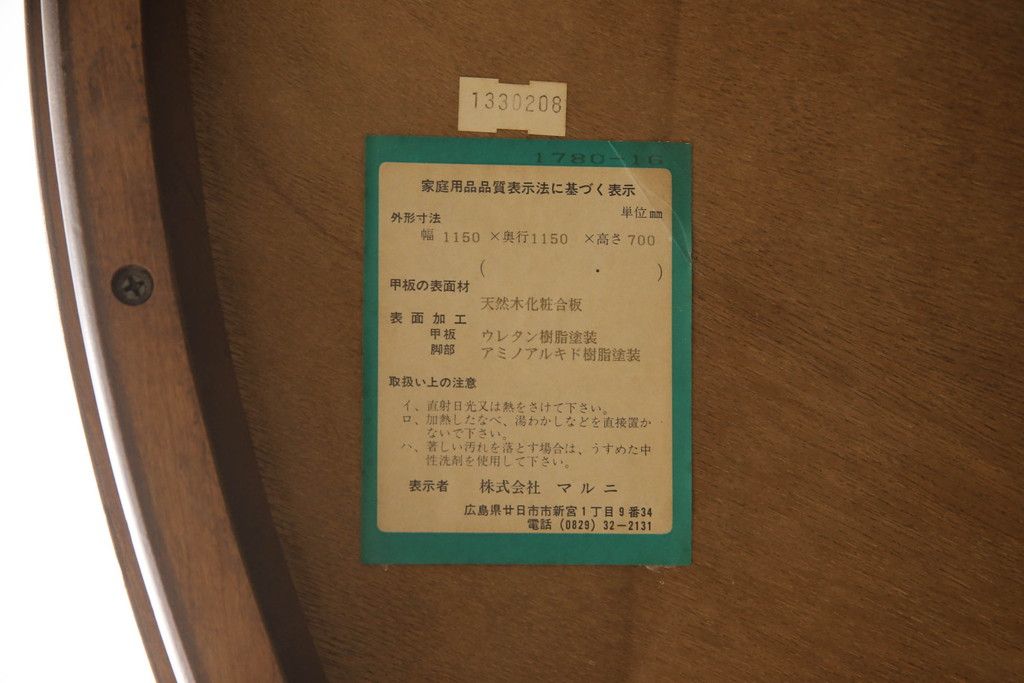 1330208
1780-16
家庭用品品質表示法に基づく表示
単位mm
外形寸法
幅 1150 ×奥行1150 ×高さ 700
( ・ )
甲板の表面材
天然木化粧合板
表面加工
甲板 ウレタン樹脂塗装
脚部 アミノアルキド樹脂塗装
取扱い上の注意
イ、直射日光又は熱をさけて下さい。
ロ、加熱したなべ、湯わかしなどを直接置か
ないで下さい。
ハ、著しい汚れを落とす場合は、うすめた中
性洗剤を使用して下さい。
表示者 株式会社 マルニ
広島県廿日市市新宮1丁目9番34
電話 (0829) 32-2131